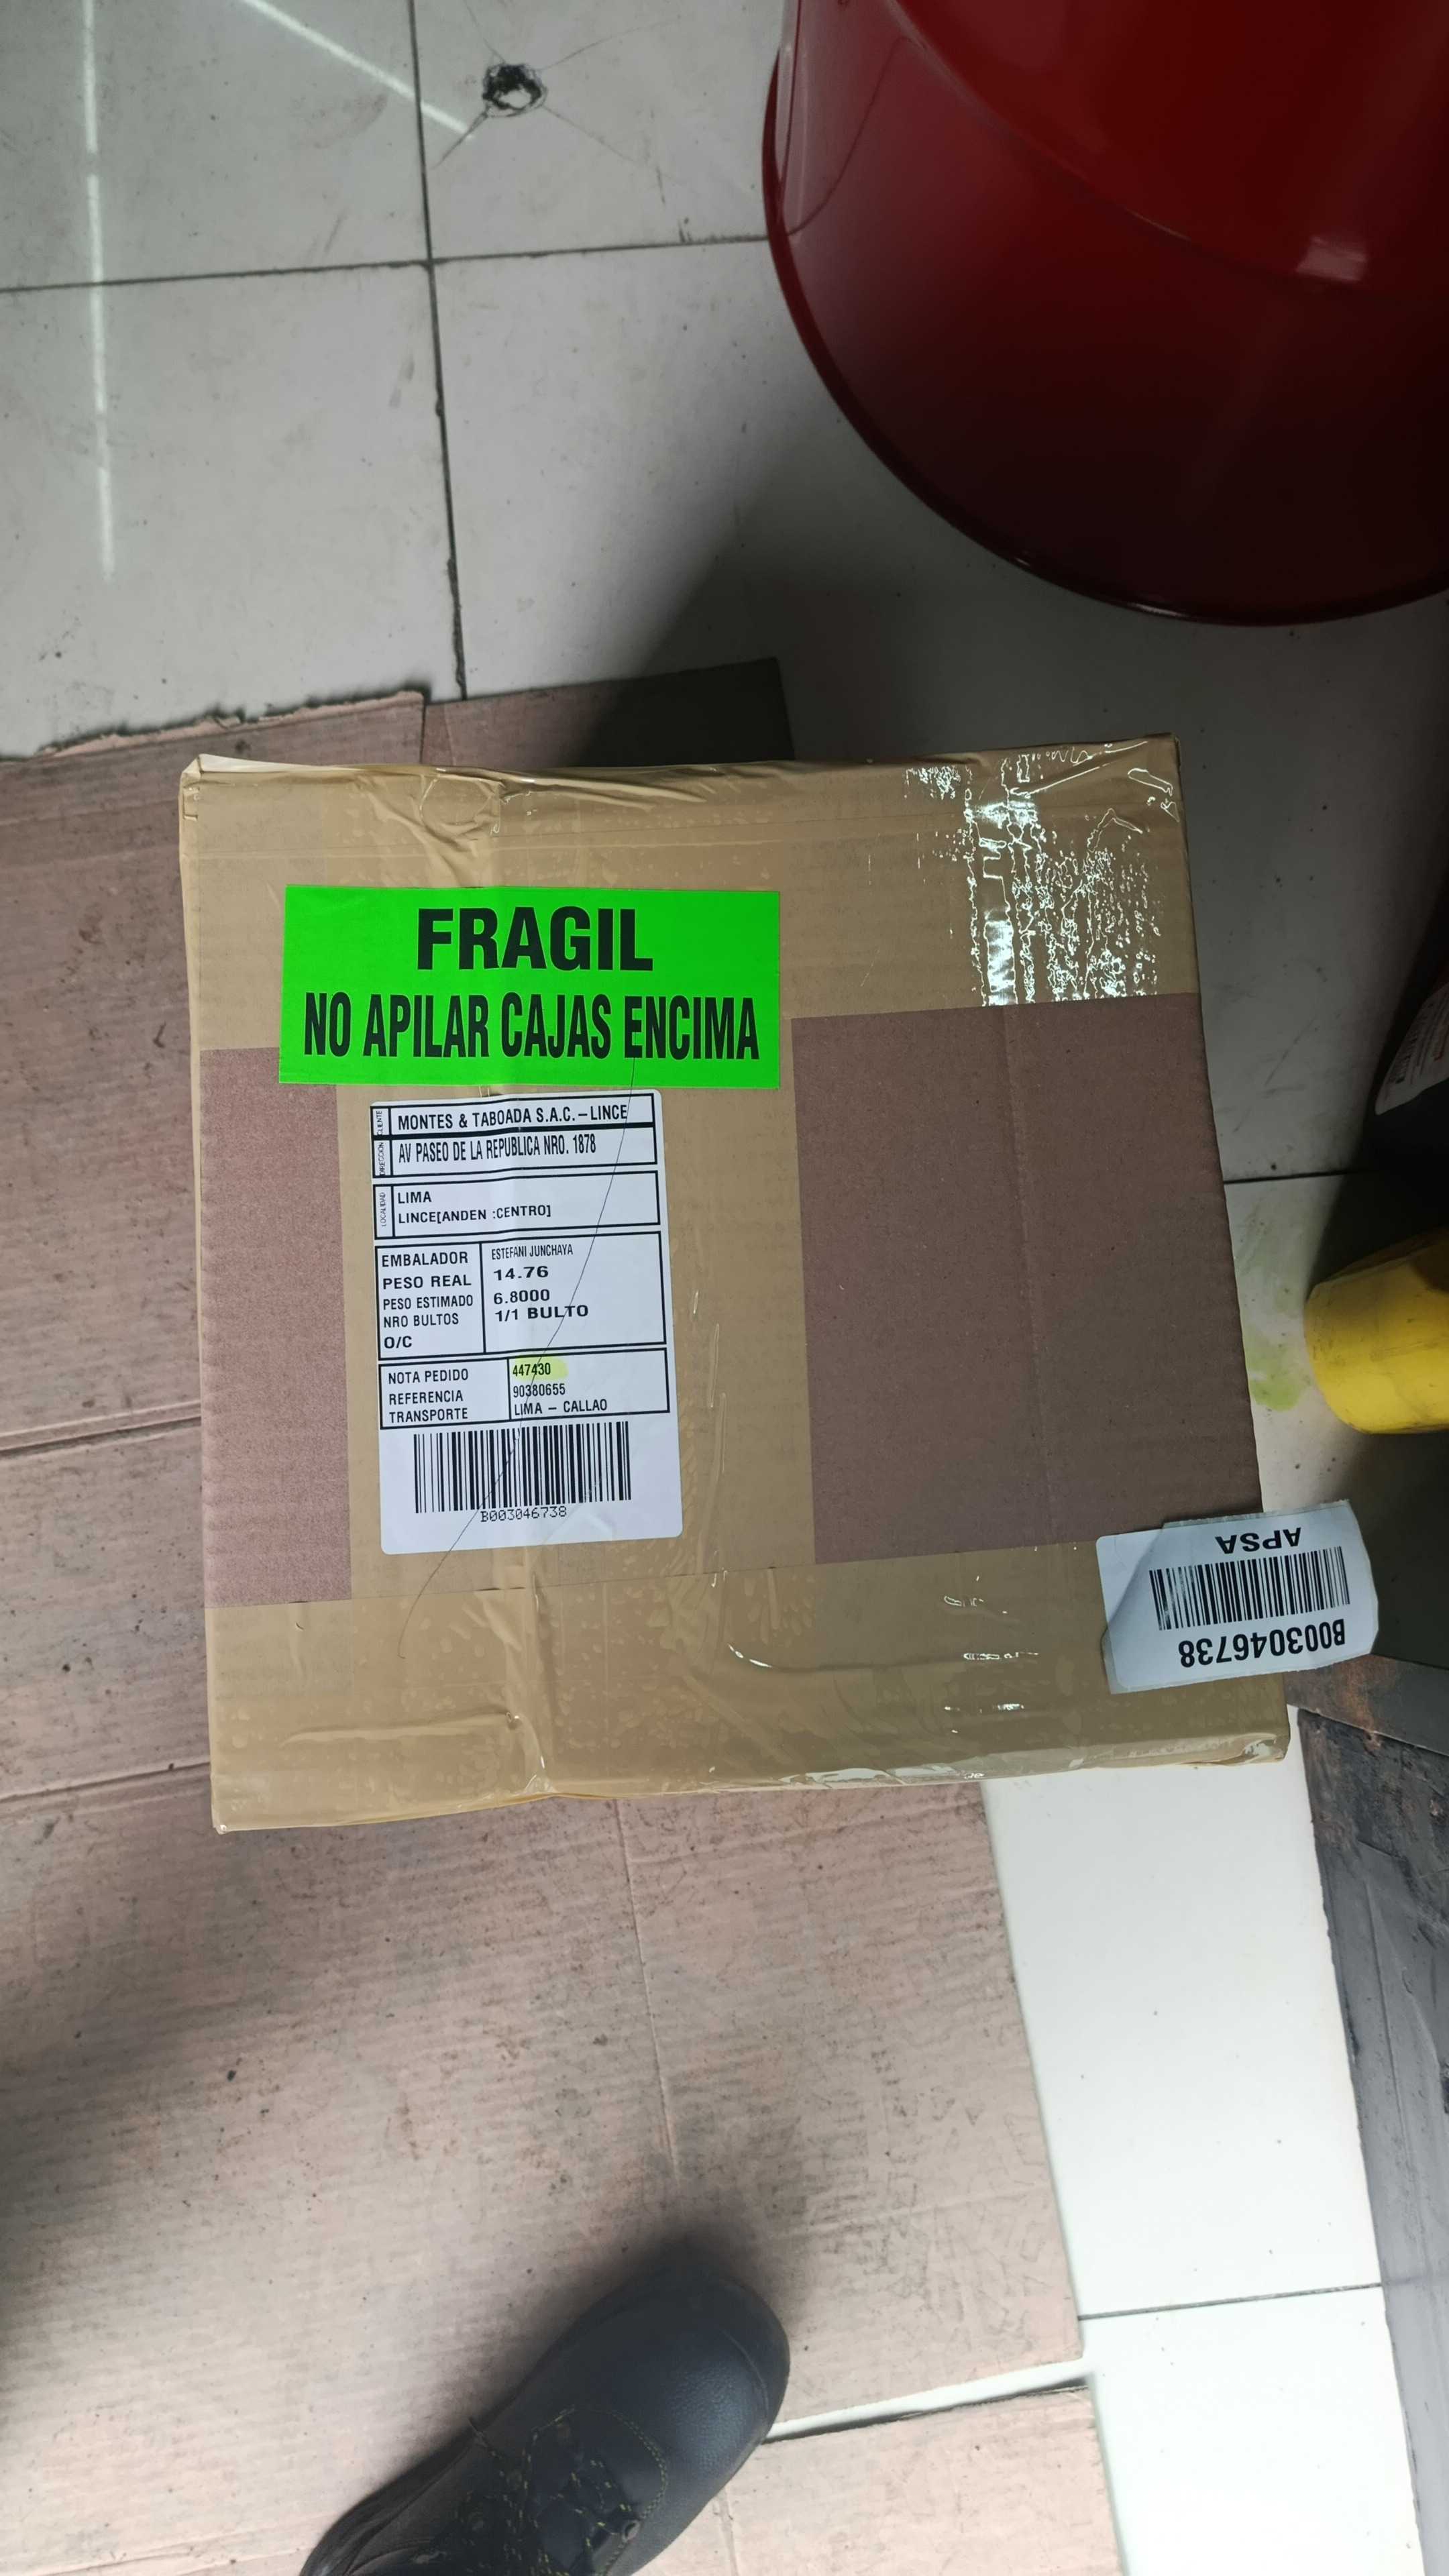 FRAGIL
NO APILAR CAJAS ENCIMA
CLIENTE MONTES & TABOADA S.A.C.-LINCE
DIRECCION AV PASEO DE LA REPUBLICA NRO. 1878
LOCALIDAD LIMA
LINCE[ANDEN :CENTRO]
EMBALADOR ESTEFANI JUNCHAYA
PESO REAL 14.76
PESO ESTIMADO 6.8000
NRO BULTOS 1/1 BULTO
O/C
NOTA PEDIDO 447430
REFERENCIA 90380655
TRANSPORTE LIMA - CALLAO
B003046738
APSA
B003046738